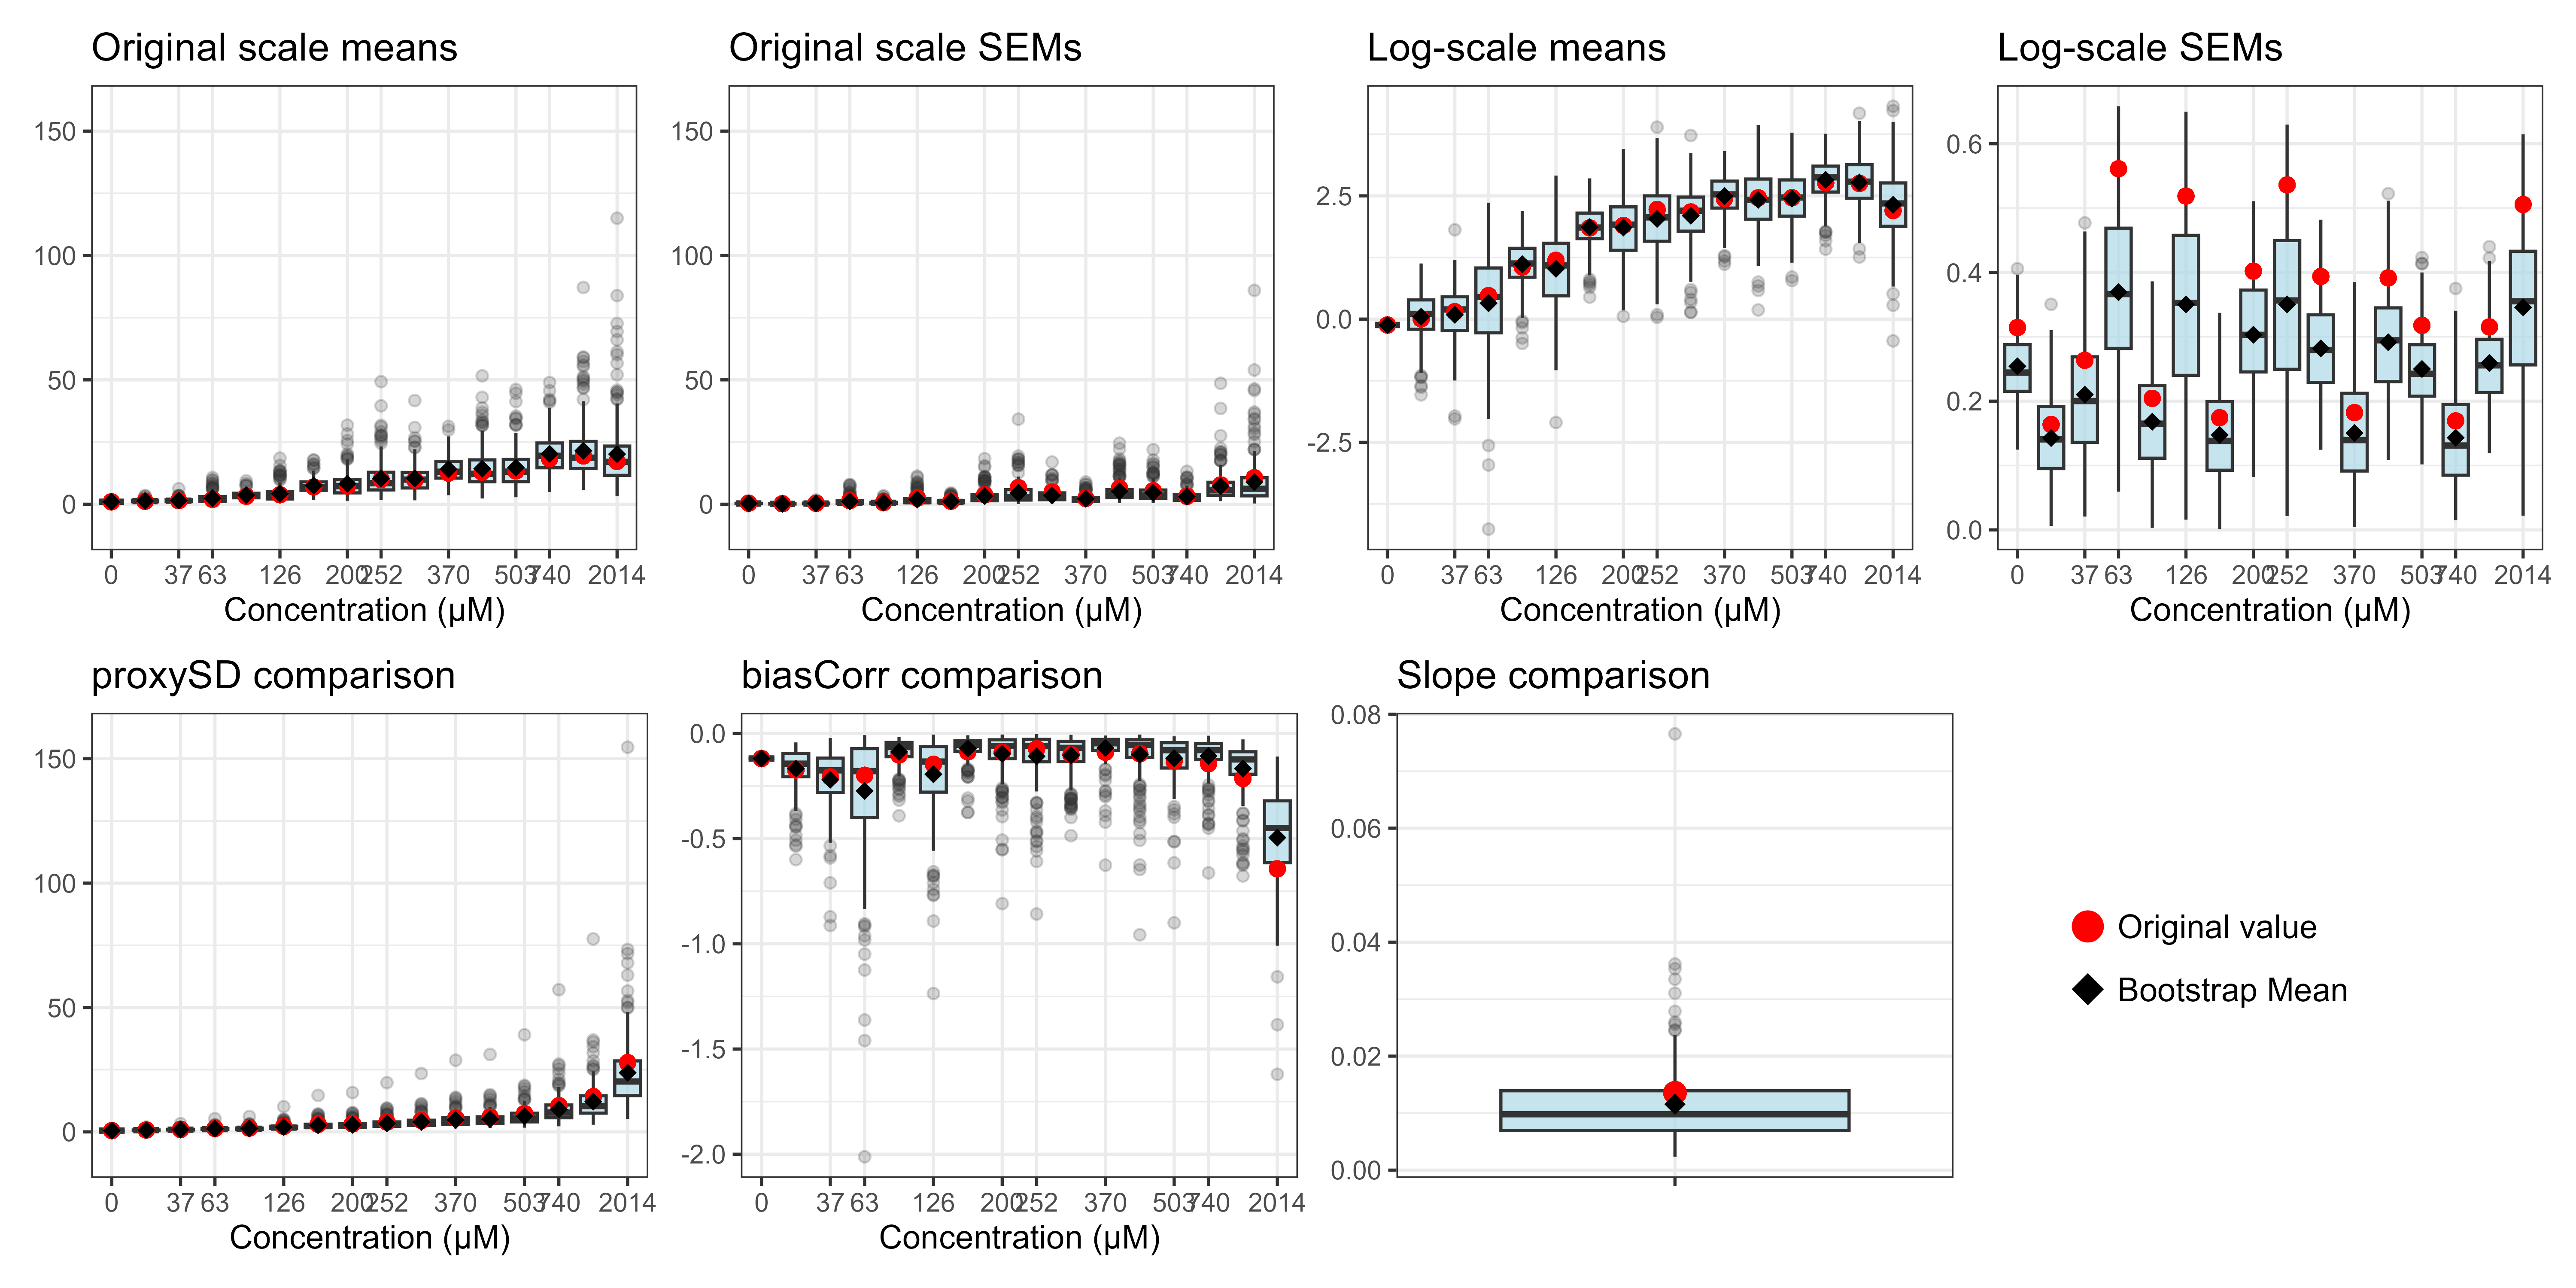 Original scale means
Original scale SEMs
Log-scale means
Log-scale SEMs
150
100
50
0
150
100
50
0
2.5
0.0
-2.5
0.6
0.4
0.2
0.0
0 37 63 126 200 252 370 503 740 2014
0 37 63 126 200 252 370 503 740 2014
0 37 63 126 200 252 370 503 740 2014
0 37 63 126 200 252 370 503 740 2014
Concentration (µM)
Concentration (µM)
Concentration (µM)
Concentration (µM)
proxySD comparison
biasCorr comparison
Slope comparison
150
100
50
0
0.0
-0.5
-1.0
-1.5
-2.0
0.08
0.06
0.04
0.02
0.00
Original value
Bootstrap Mean
0 37 63 126 200 252 370 503 740 2014
0 37 63 126 200 252 370 503 740 2014
Concentration (µM)
Concentration (µM)